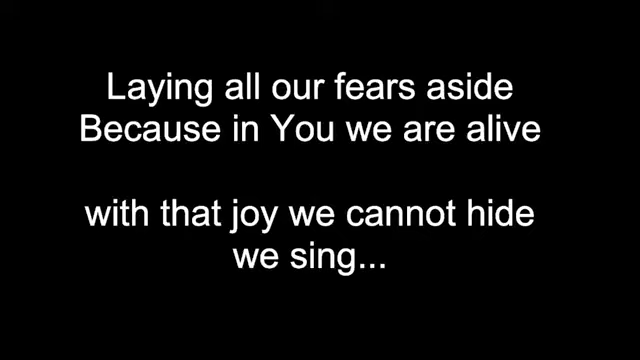 Laying all our fears aside
Because in You we are alive
with that joy we cannot hide
we sing...